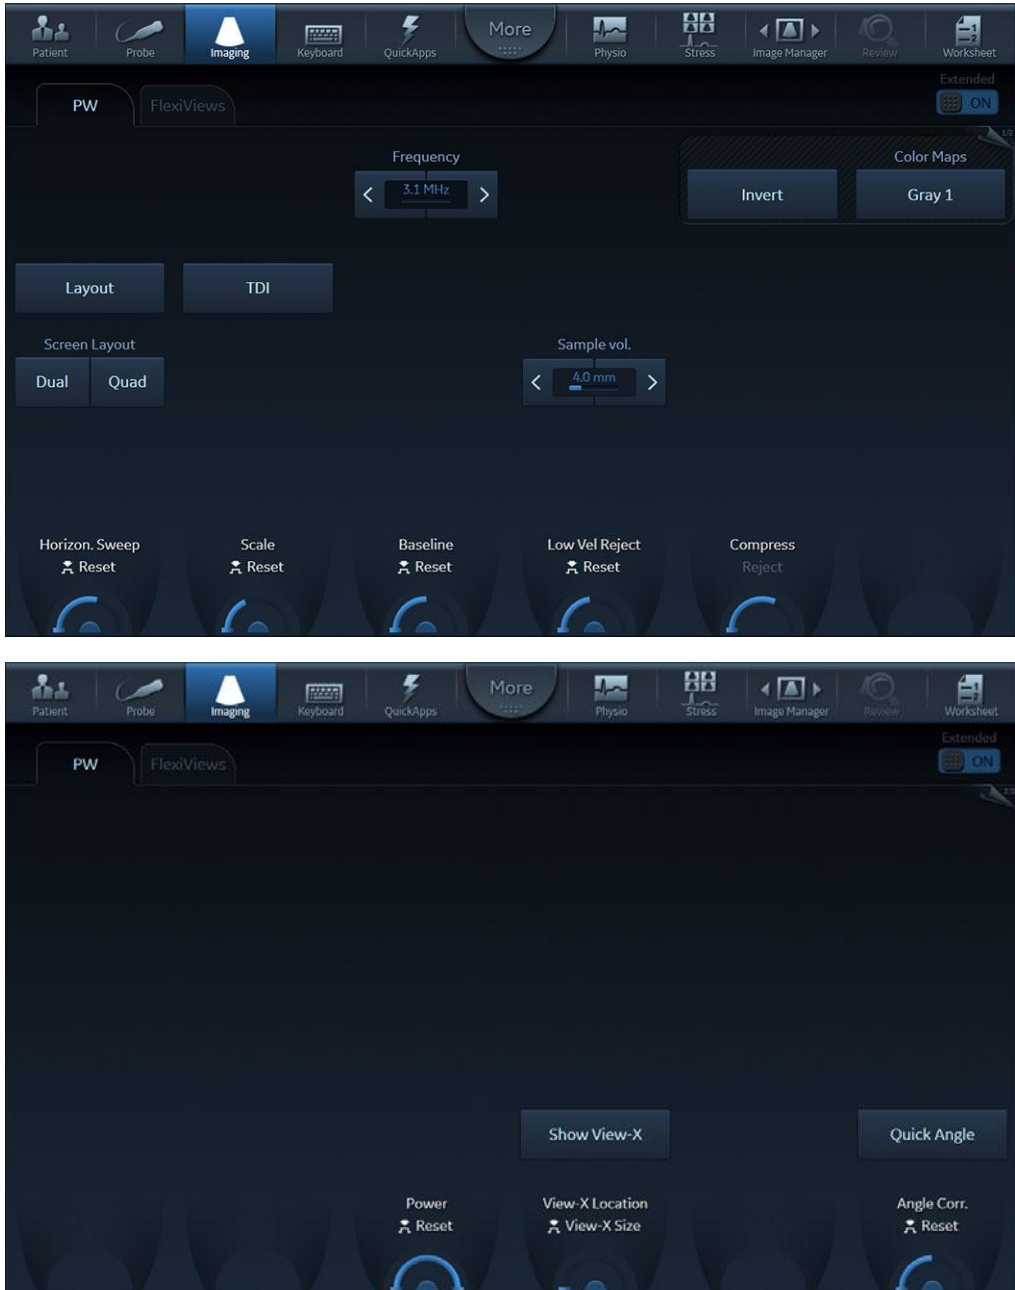 Patient Probe Imaging Keyboard QuickApps More Physio Stress Image Manager Review Worksheet
Extended
PW FlexiViews ON
1/2
Frequency Color Maps
3.1 MHz Invert Gray 1
Layout TDI
Screen Layout Sample vol.
Dual Quad 4.0 mm
Horizon. Sweep Scale Baseline Low Vel Reject Compress
Reset Reset Reset Reset Reject
Patient Probe Imaging Keyboard QuickApps More Physio Stress Image Manager Review Worksheet
Extended
PW FlexiViews ON
Show View-X Quick Angle
Power View-X Location Angle Corr.
Reset View-X Size Reset